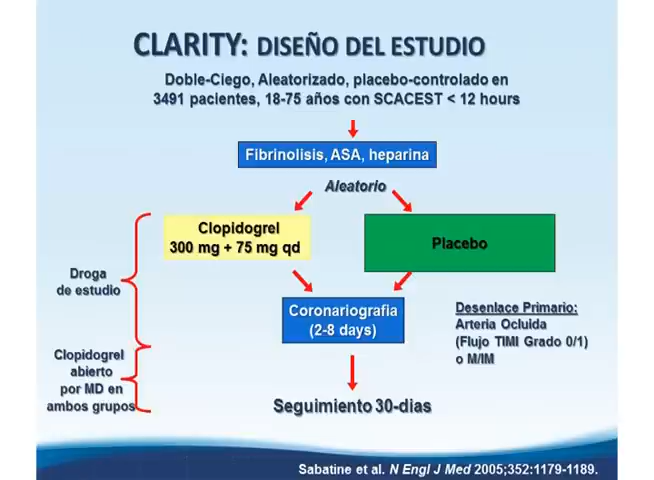 CLARITY: DISEÑO DEL ESTUDIO
Doble-Ciego, Aleatorizado, placebo-controlado en
3491 pacientes, 18-75 años con SCACEST < 12 hours
Fibrinolisis, ASA, heparina
Aleatorio
Clopidogrel
300 mg + 75 mg qd
Placebo
Droga
de estudio
Coronariografia
(2-8 days)
Desenlace Primario:
Arteria Ocluida
(Flujo TIMI Grado 0/1)
o M/IM
Clopidogrel
abierto
por MD en
ambos grupos
Seguimiento 30-dias
Sabatine et al. N Engl J Med 2005;352:1179-1189.